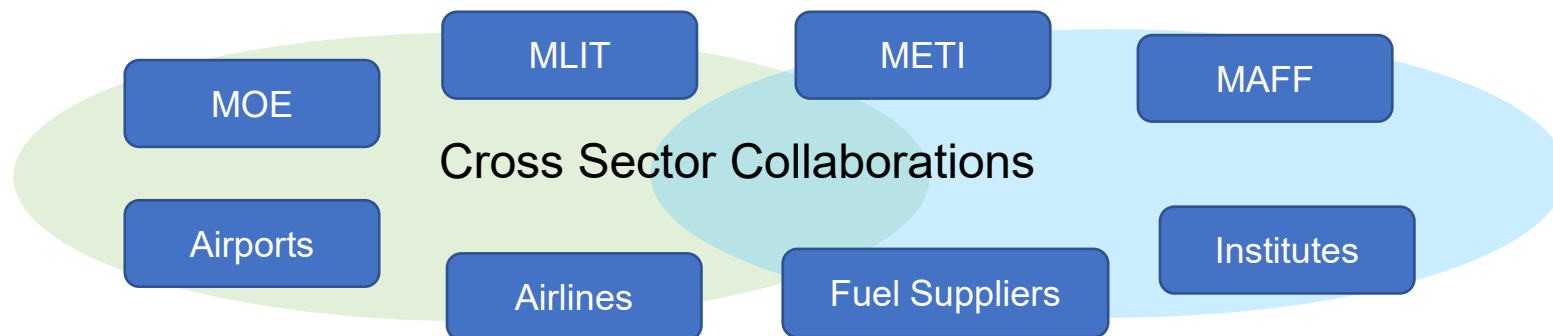 MOE
MLIT
METI
MAFF
Cross Sector Collaborations
Airports
Airlines
Fuel Suppliers
Institutes